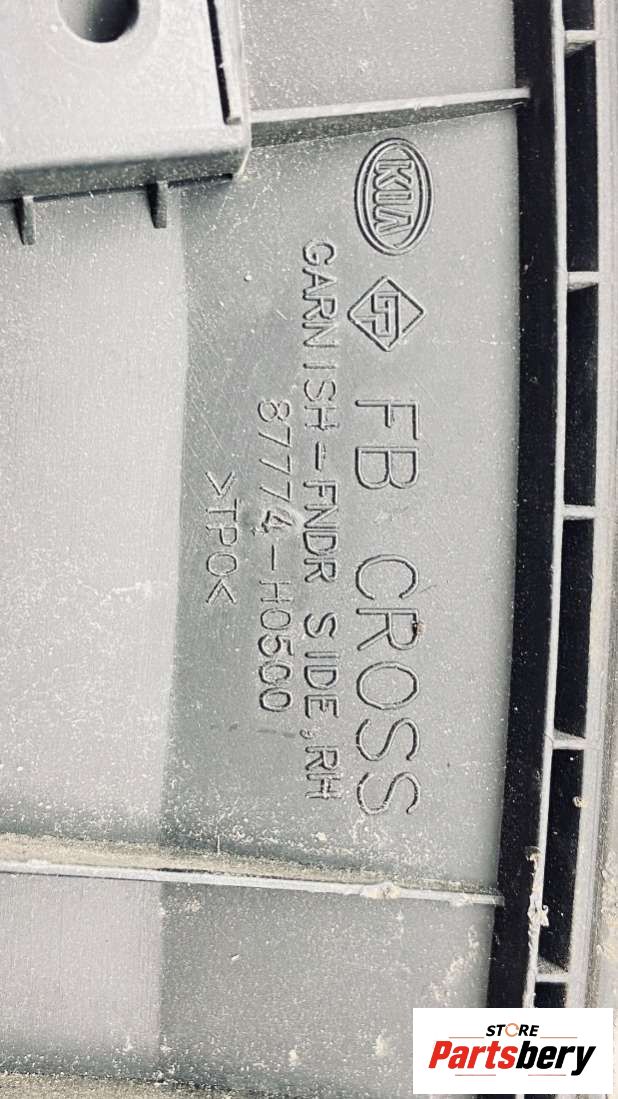 KIA
FB CROSS
GARNISH-FNDR SIDE,RH
87774-H0500
>TPO<
STORE
Partsbery